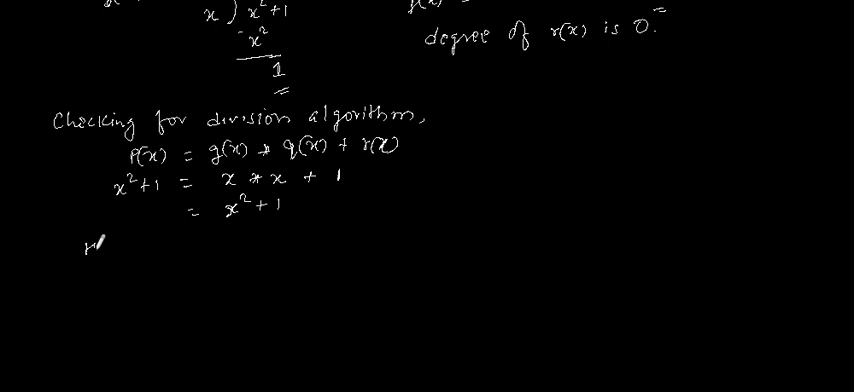 x ) x²+1
-x²
1
degree of r(x) is 0.
Checking for division algorithm,
P(x) = g(x) * q(x) + r(x)
x²+1 = x * x + 1
= x²+1